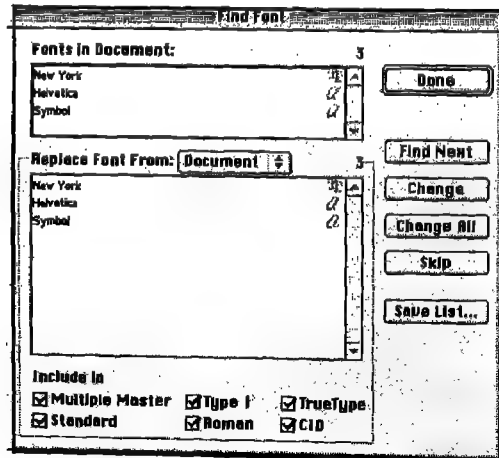 Find Font
Fonts in Document: 3
New York
Helvetica
Symbol
Done
Replace Font From: Document 3
New York
Helvetica
Symbol
Find Next
Change
Change All
Skip
Save List...
Include in
Multiple Master Type 1 TrueType
Standard Roman CID